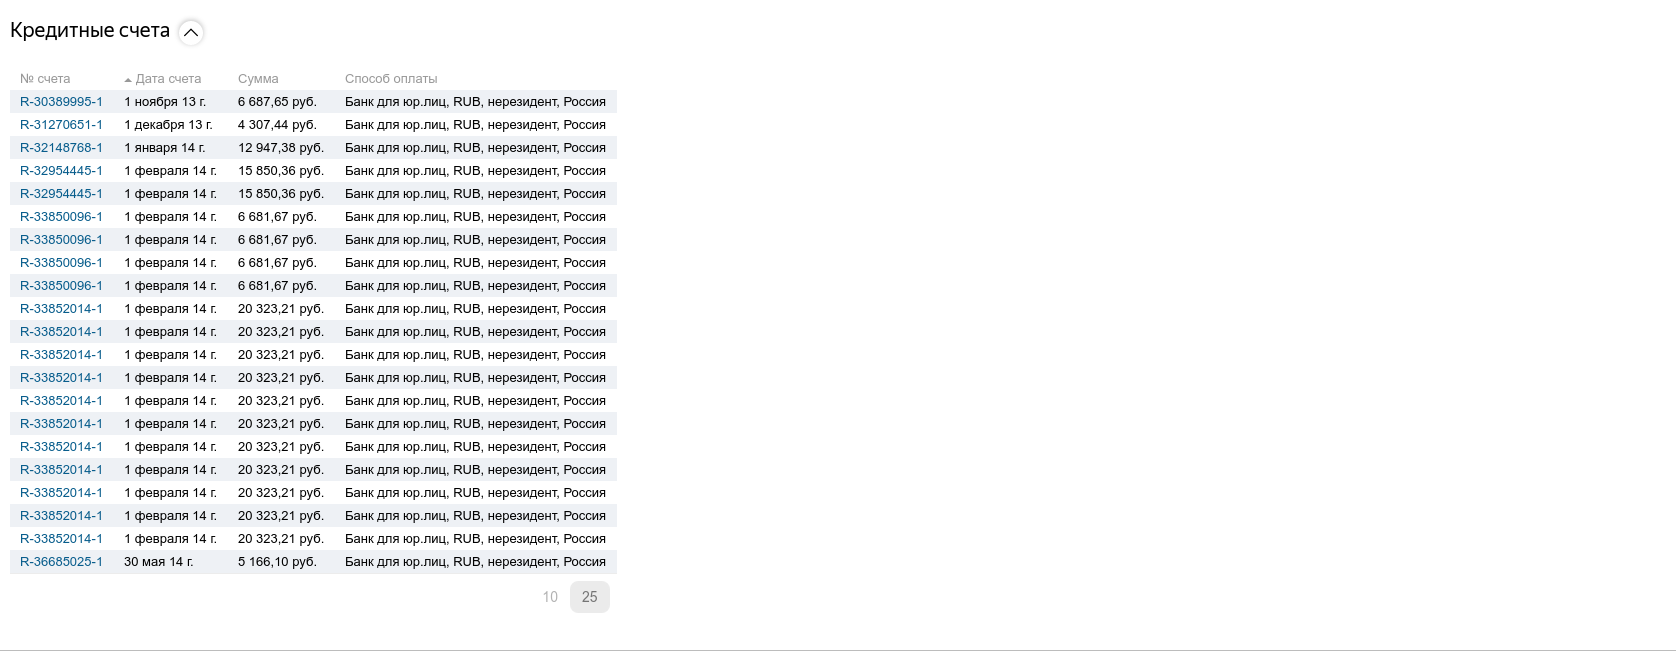 Кредитные счета
№ счета Дата счета Сумма Способ оплаты
R-30389995-1 1 ноября 13 г. 6 687,65 руб. Банк для юр.лиц, RUB, нерезидент, Россия
R-31270651-1 1 декабря 13 г. 4 307,44 руб. Банк для юр.лиц, RUB, нерезидент, Россия
R-32148768-1 1 января 14 г. 12 947,38 руб. Банк для юр.лиц, RUB, нерезидент, Россия
R-32954445-1 1 февраля 14 г. 15 850,36 руб. Банк для юр.лиц, RUB, нерезидент, Россия
R-32954445-1 1 февраля 14 г. 15 850,36 руб. Банк для юр.лиц, RUB, нерезидент, Россия
R-33850096-1 1 февраля 14 г. 6 681,67 руб. Банк для юр.лиц, RUB, нерезидент, Россия
R-33850096-1 1 февраля 14 г. 6 681,67 руб. Банк для юр.лиц, RUB, нерезидент, Россия
R-33850096-1 1 февраля 14 г. 6 681,67 руб. Банк для юр.лиц, RUB, нерезидент, Россия
R-33850096-1 1 февраля 14 г. 6 681,67 руб. Банк для юр.лиц, RUB, нерезидент, Россия
R-33852014-1 1 февраля 14 г. 20 323,21 руб. Банк для юр.лиц, RUB, нерезидент, Россия
R-33852014-1 1 февраля 14 г. 20 323,21 руб. Банк для юр.лиц, RUB, нерезидент, Россия
R-33852014-1 1 февраля 14 г. 20 323,21 руб. Банк для юр.лиц, RUB, нерезидент, Россия
R-33852014-1 1 февраля 14 г. 20 323,21 руб. Банк для юр.лиц, RUB, нерезидент, Россия
R-33852014-1 1 февраля 14 г. 20 323,21 руб. Банк для юр.лиц, RUB, нерезидент, Россия
R-33852014-1 1 февраля 14 г. 20 323,21 руб. Банк для юр.лиц, RUB, нерезидент, Россия
R-33852014-1 1 февраля 14 г. 20 323,21 руб. Банк для юр.лиц, RUB, нерезидент, Россия
R-33852014-1 1 февраля 14 г. 20 323,21 руб. Банк для юр.лиц, RUB, нерезидент, Россия
R-33852014-1 1 февраля 14 г. 20 323,21 руб. Банк для юр.лиц, RUB, нерезидент, Россия
R-33852014-1 1 февраля 14 г. 20 323,21 руб. Банк для юр.лиц, RUB, нерезидент, Россия
R-33852014-1 1 февраля 14 г. 20 323,21 руб. Банк для юр.лиц, RUB, нерезидент, Россия
R-36685025-1 30 мая 14 г. 5 166,10 руб. Банк для юр.лиц, RUB, нерезидент, Россия
10 25